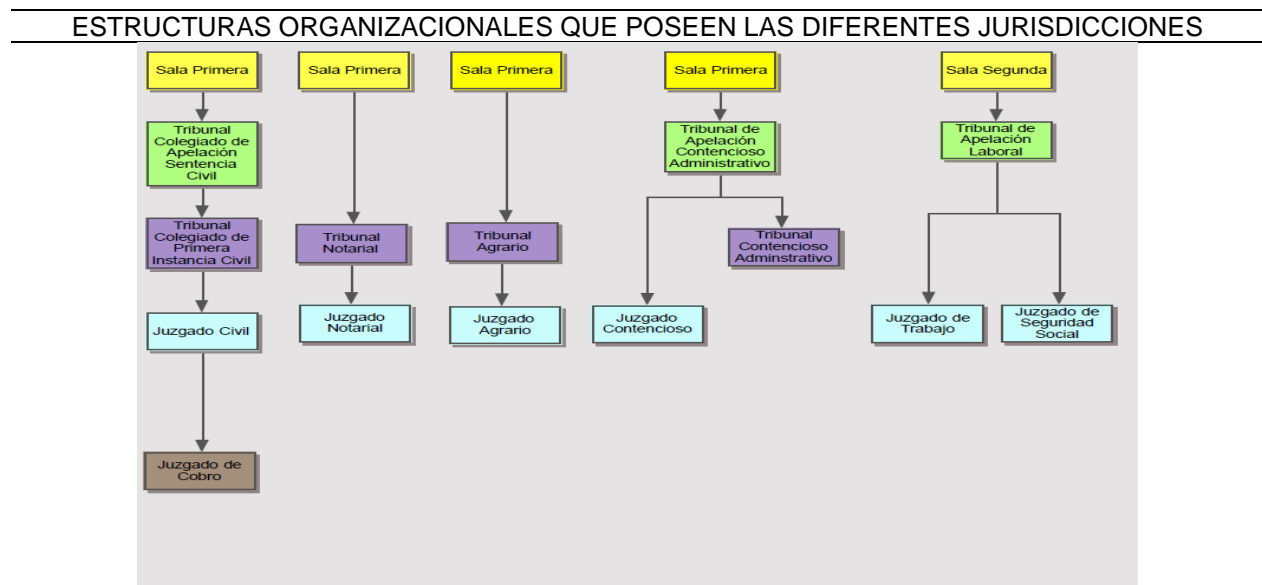 ESTRUCTURAS ORGANIZACIONALES QUE POSEEN LAS DIFERENTES JURISDICCIONES
Sala Primera
Sala Primera
Sala Primera
Sala Primera
Sala Segunda
Tribunal
Colegiado de
Apelación
Sentencia
Civil
Tribunal de
Apelación
Contencioso
Administrativo
Tribunal de
Apelación
Laboral
Tribunal
Colegiado de
Primera
Instancia Civil
Tribunal
Notarial
Tribunal
Agrario
Tribunal
Contencioso
Adminstrativo
Juzgado Civil
Juzgado
Notarial
Juzgado
Agrario
Juzgado
Contencioso
Juzgado de
Trabajo
Juzgado de
Seguridad
Social
Juzgado de
Cobro